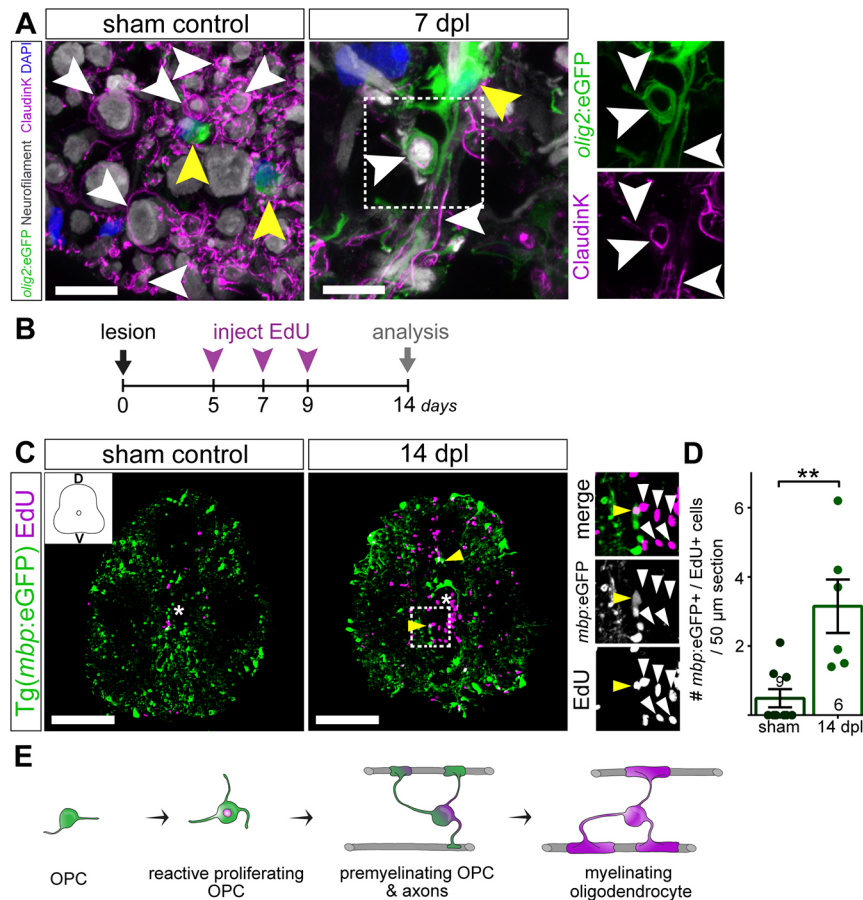 A
sham control
7 dpl
olig2:eGFP Neurofilament ClaudinK DAPI
olig2:eGFP
ClaudinK
B
lesion
inject EdU
analysis
0
5
7
9
14 days
C
sham control
14 dpl
D
Tg(mbp:eGFP) EdU
D
V
*
*
merge
mbp:eGFP
EdU
# mbp:eGFP+ / EdU+ cells
/ 50 µm section
**
6
4
2
9
6
sham
14 dpl
E
OPC
reactive proliferating
OPC
premyelinating OPC
& axons
myelinating
oligodendrocyte